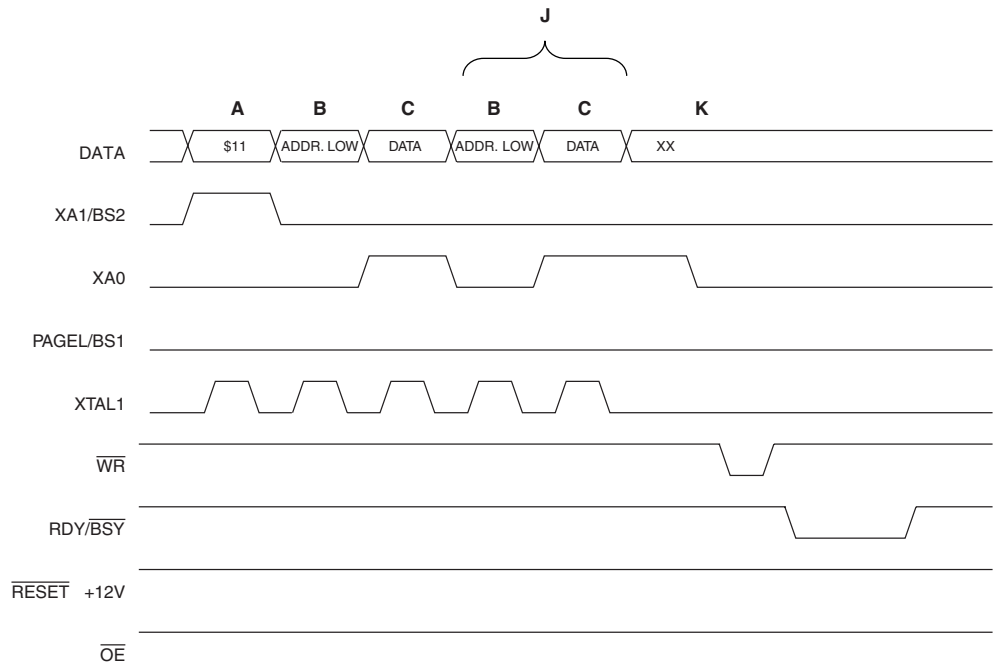 J
A B C B C K
DATA $11 ADDR. LOW DATA ADDR. LOW DATA XX
XA1/BS2
XA0
PAGEL/BS1
XTAL1
WR
RDY/BSY
RESET +12V
OE